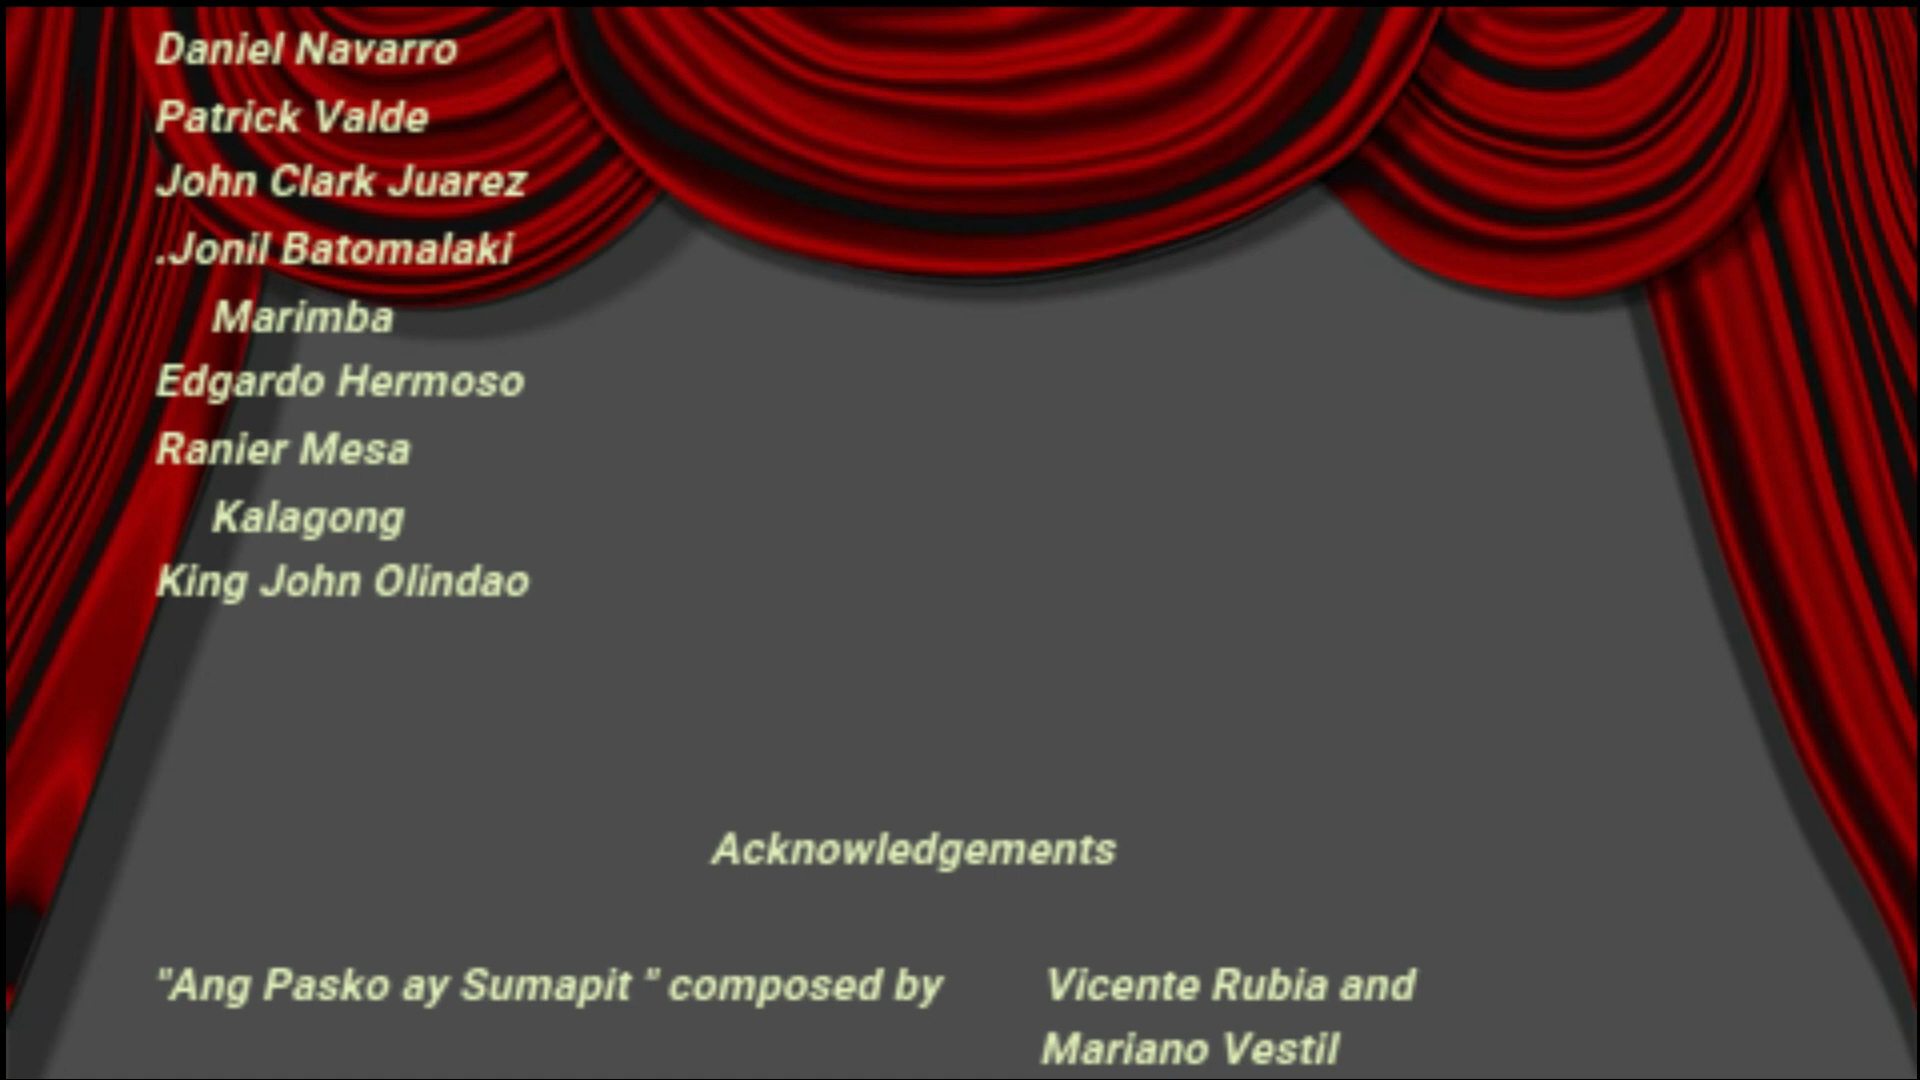 Daniel Navarro
Patrick Valde
John Clark Juarez
.Jonil Batomalaki
Marimba
Edgardo Hermoso
Ranier Mesa
Kalagong
King John Olindao
Acknowledgements
"Ang Pasko ay Sumapit " composed by Vicente Rubia and
Mariano Vestil